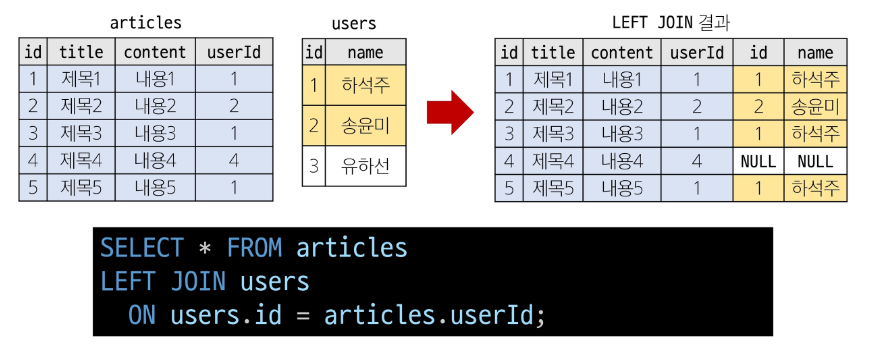 articles users LEFT JOIN 결과
id title content userId
1 제목1 내용1 1
2 제목2 내용2 2
3 제목3 내용3 1
4 제목4 내용4 4
5 제목5 내용5 1
id name
1 하석주
2 송윤미
3 유하선
id title content userId id name
1 제목1 내용1 1 1 하석주
2 제목2 내용2 2 2 송윤미
3 제목3 내용3 1 1 하석주
4 제목4 내용4 4 NULL NULL
5 제목5 내용5 1 1 하석주
SELECT * FROM articles
LEFT JOIN users
ON users.id = articles.userId;